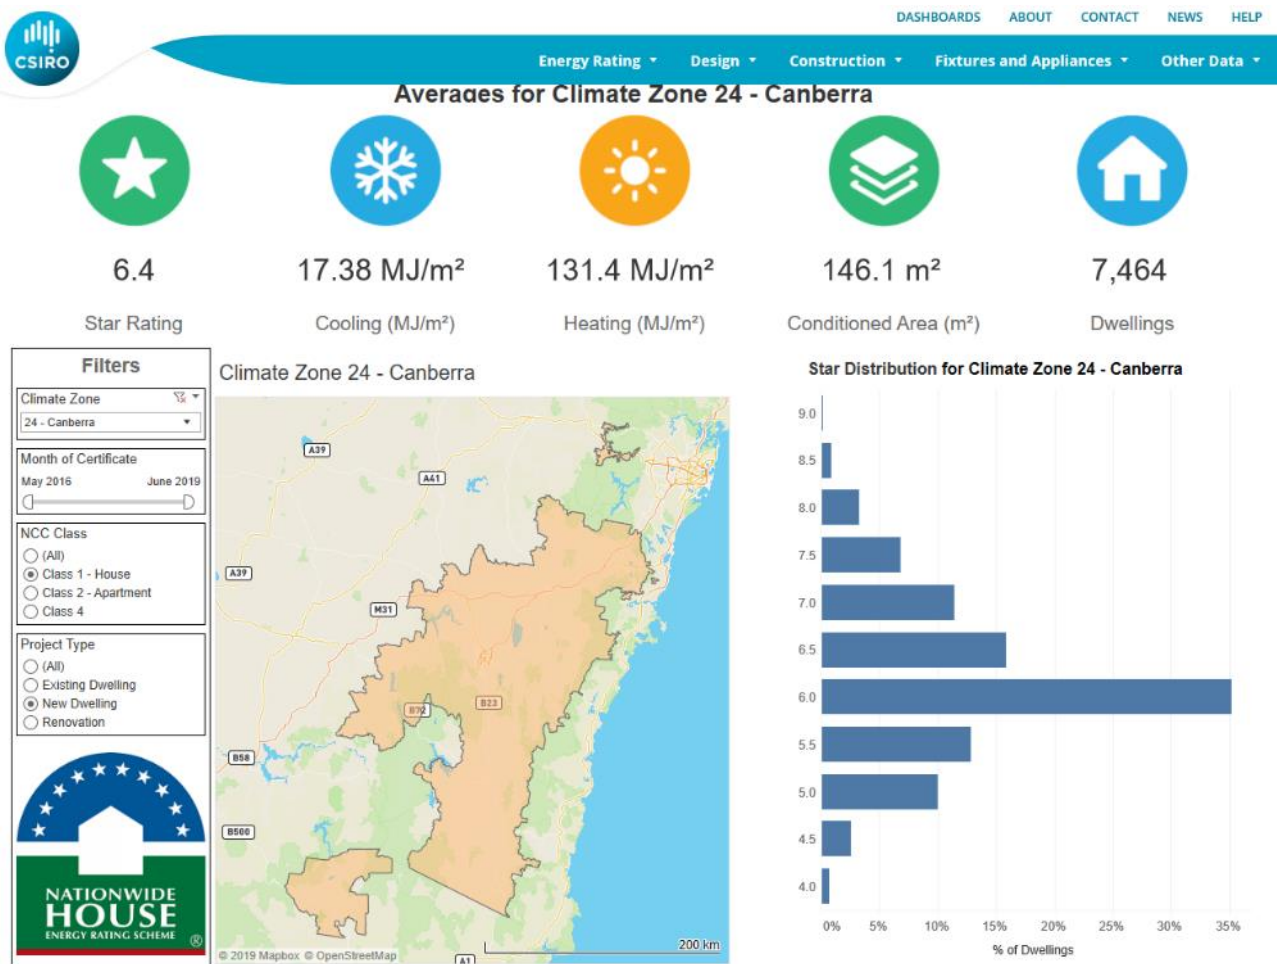 DASHBOARDS ABOUT CONTACT NEWS HELP
CSIRO
Energy Rating Design Construction Fixtures and Appliances Other Data
Averages for Climate Zone 24 - Canberra
6.4 17.38 MJ/m² 131.4 MJ/m² 146.1 m² 7,464
Star Rating Cooling (MJ/m²) Heating (MJ/m²) Conditioned Area (m²) Dwellings
Filters
Climate Zone
24 - Canberra
Month of Certificate
May 2016 June 2019
NCC Class
(All)
Class 1 - House
Class 2 - Apartment
Class 4
Project Type
(All)
Existing Dwelling
New Dwelling
Renovation
NATIONWIDE
HOUSE
ENERGY RATING SCHEME ®
Climate Zone 24 - Canberra
A39
A41
A39
M31
B72 B23
B58
B500
A1
200 km
© 2019 Mapbox © OpenStreetMap
Star Distribution for Climate Zone 24 - Canberra
9.0
8.5
8.0
7.5
7.0
6.5
6.0
5.5
5.0
4.5
4.0
0% 5% 10% 15% 20% 25% 30% 35%
% of Dwellings